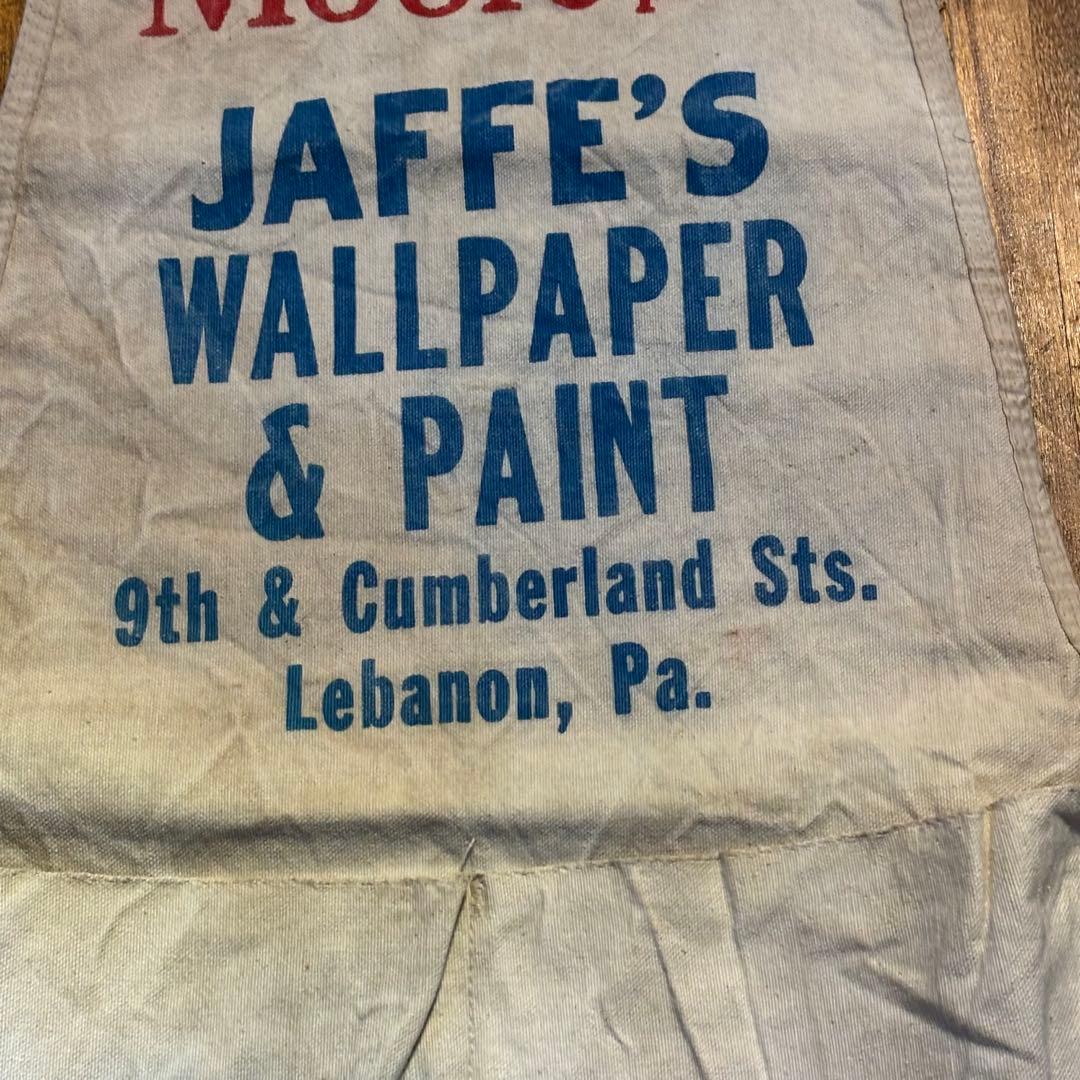 JAFFE'S
WALLPAPER
& PAINT
9th & Cumberland Sts.
Lebanon, Pa.